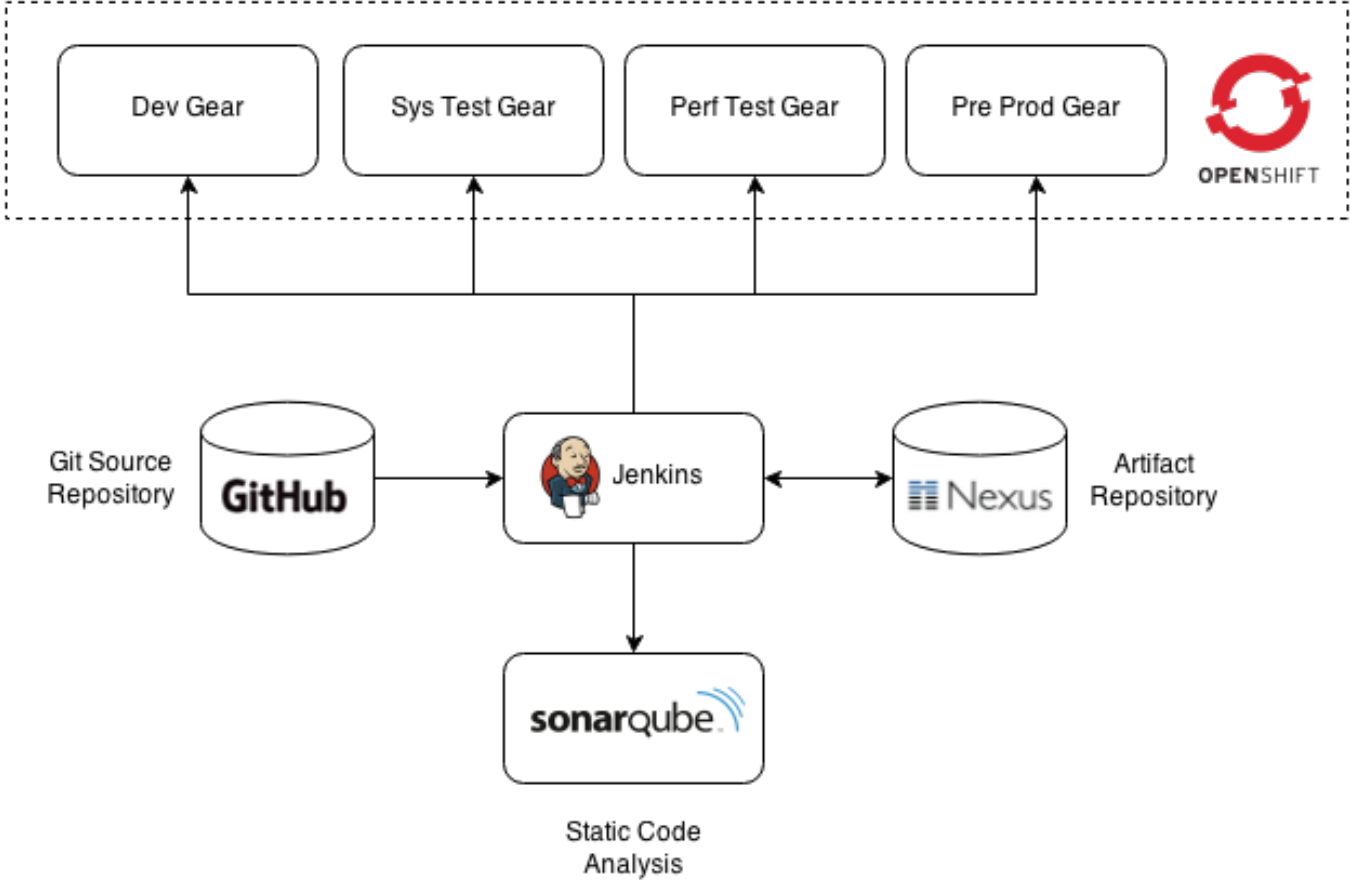 Dev Gear
Sys Test Gear
Perf Test Gear
Pre Prod Gear
OPENSHIFT
Git Source
Repository
GitHub
Jenkins
Nexus
Artifact
Repository
sonarqube
Static Code
Analysis